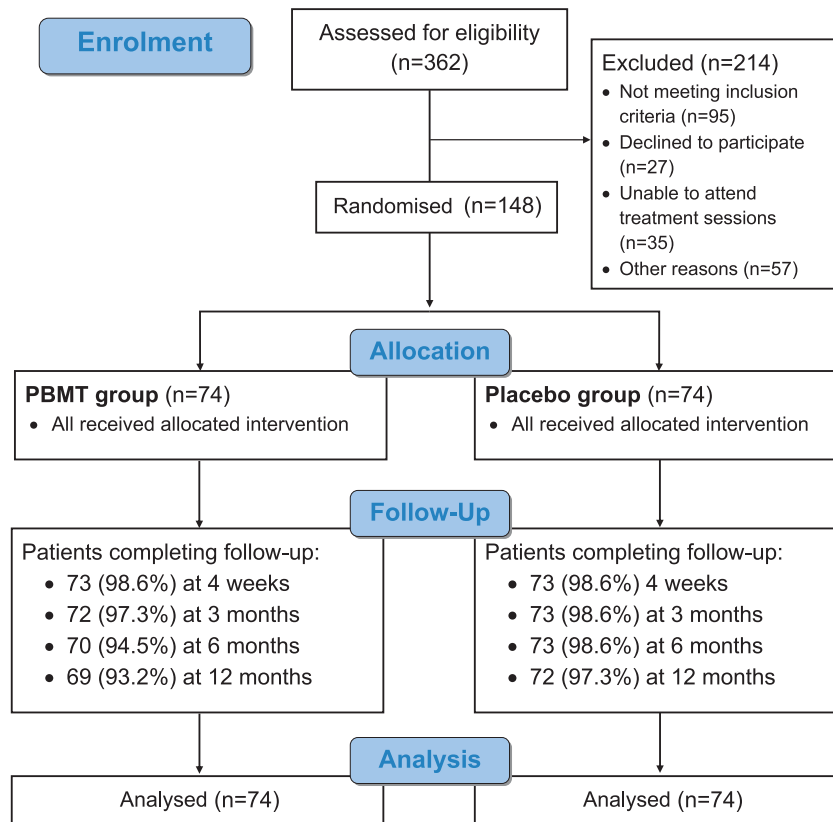 Enrolment
Assessed for eligibility
(n=362)
Excluded (n=214)
• Not meeting inclusion
criteria (n=95)
• Declined to participate
(n=27)
• Unable to attend
treatment sessions
(n=35)
• Other reasons (n=57)
Randomised (n=148)
Allocation
PBMT group (n=74)
• All received allocated intervention
Placebo group (n=74)
• All received allocated intervention
Follow-Up
Patients completing follow-up:
• 73 (98.6%) at 4 weeks
• 72 (97.3%) at 3 months
• 70 (94.5%) at 6 months
• 69 (93.2%) at 12 months
Patients completing follow-up:
• 73 (98.6%) 4 weeks
• 73 (98.6%) at 3 months
• 73 (98.6%) at 6 months
• 72 (97.3%) at 12 months
Analysis
Analysed (n=74)
Analysed (n=74)